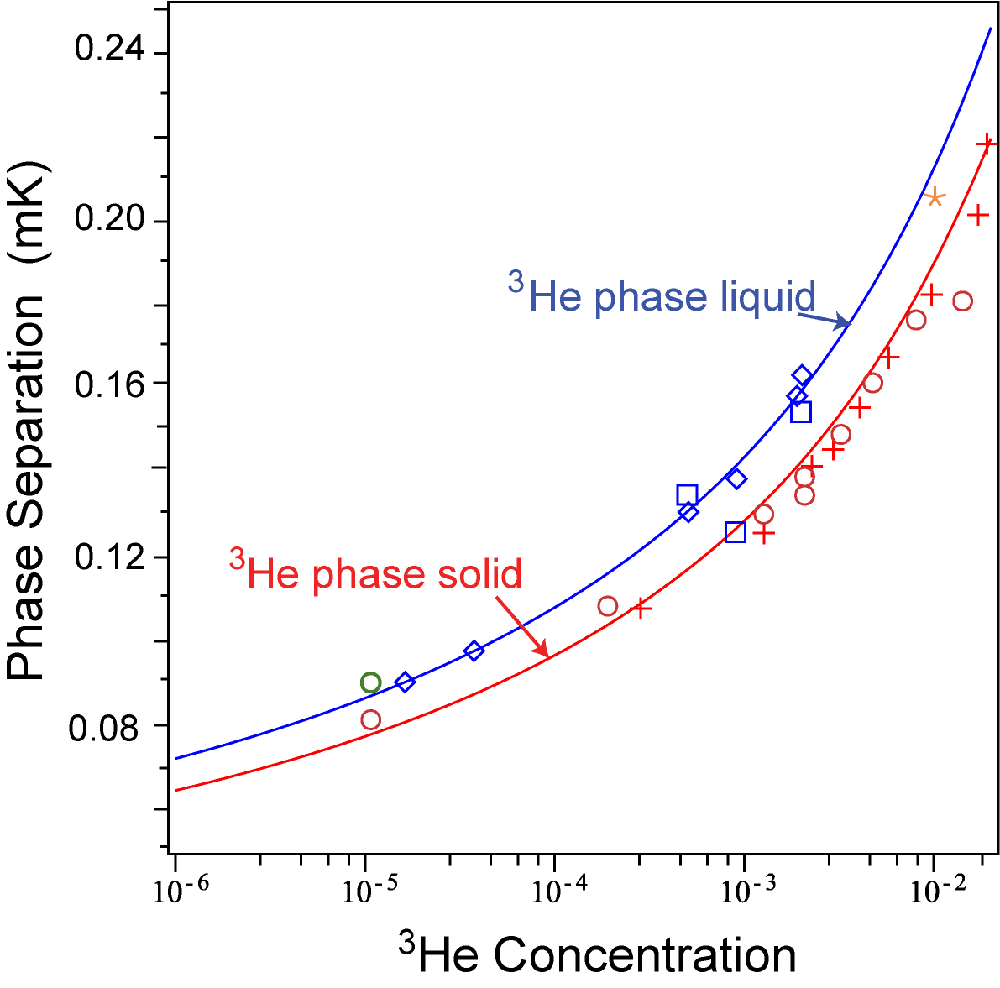 0.24
0.20
0.16
0.12
0.08
Phase Separation (mK)
³He phase liquid
³He phase solid
10⁻⁶ 10⁻⁵ 10⁻⁴ 10⁻³ 10⁻²
³He Concentration